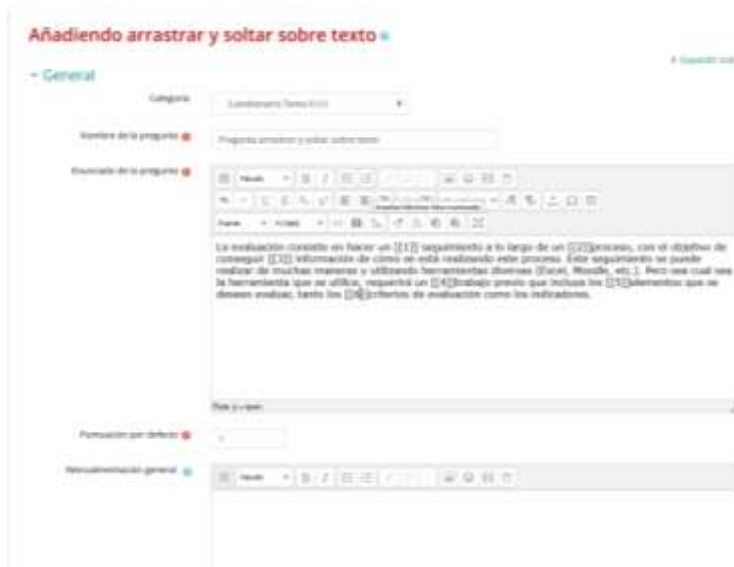 Añadiendo arrastrar y soltar sobre texto
General
Categoría
Nombre de la pregunta
Pregunta arrastrar y soltar sobre texto
Enunciado de la pregunta
La evaluación consiste en hacer un [[1]] seguimiento a lo largo de un [[2]]proceso, con el objetivo de
conseguir [[3]] información de cómo se está realizando este proceso. Este seguimiento se puede
realizar de muchas maneras y utilizando herramientas diversas (Excel, Moodle, etc.). Pero sea cual sea
la herramienta que se utilice, requerirá un [[4]]trabajo previo que incluya los [[5]]elementos que se
deseen evaluar, tanto los [[6]]criterios de evaluación como los indicadores.
Puntuación por defecto
Retroalimentación general